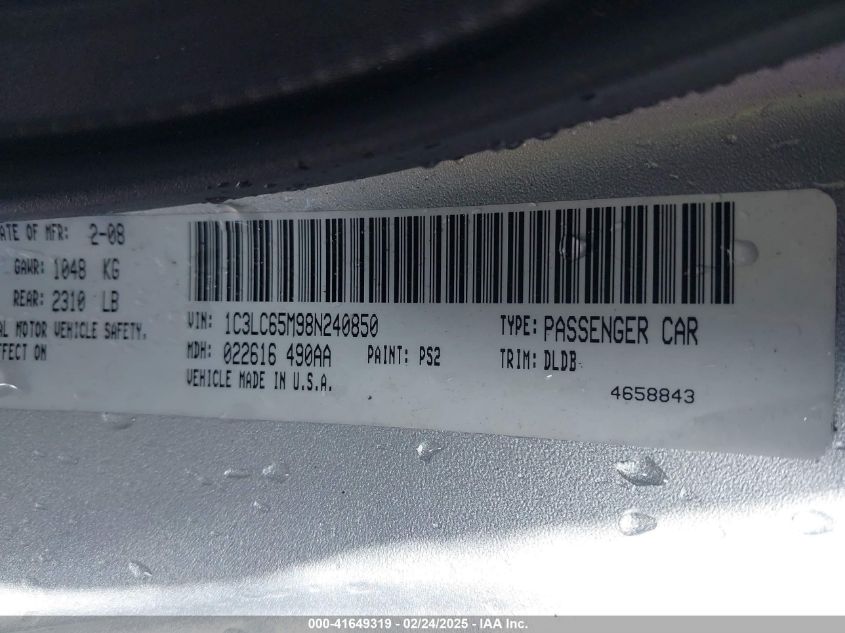 ATE OF MFR: 2-08
GAWR: 1048 KG
REAR: 2310 LB
AL MOTOR VEHICLE SAFETY,
FFECT ON
VIN: 1C3LC65M98N240850
TYPE: PASSENGER CAR
MDH: 022616 490AA PAINT: PS2
TRIM: DLDB
VEHICLE MADE IN U.S.A.
4658843
000-41649319 - 02/24/2025 - IAA Inc.